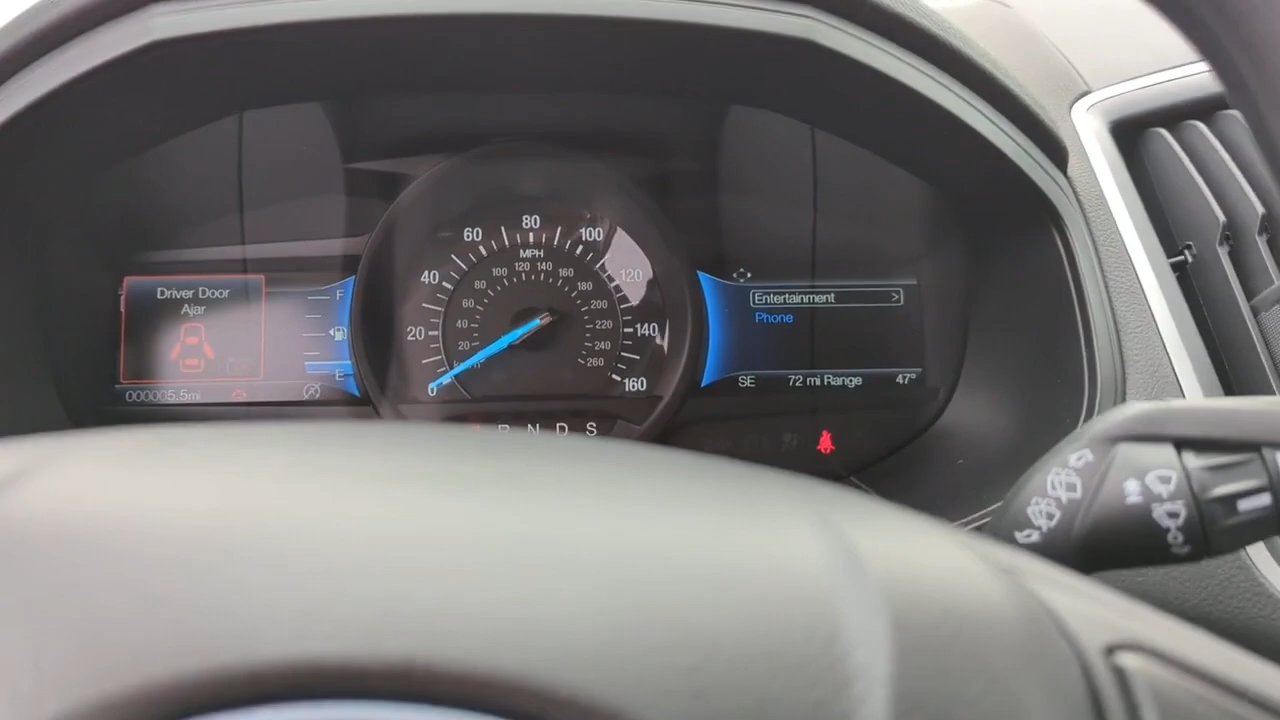 Driver Door
Ajar
000005.5mi
F
E
0
20
40
60
80
100
120
140
160
MPH
20
40
60
80
100
120
140
160
180
200
220
240
260
km/h
R N D S
Entertainment >
Phone
SE 72 mi Range 47°